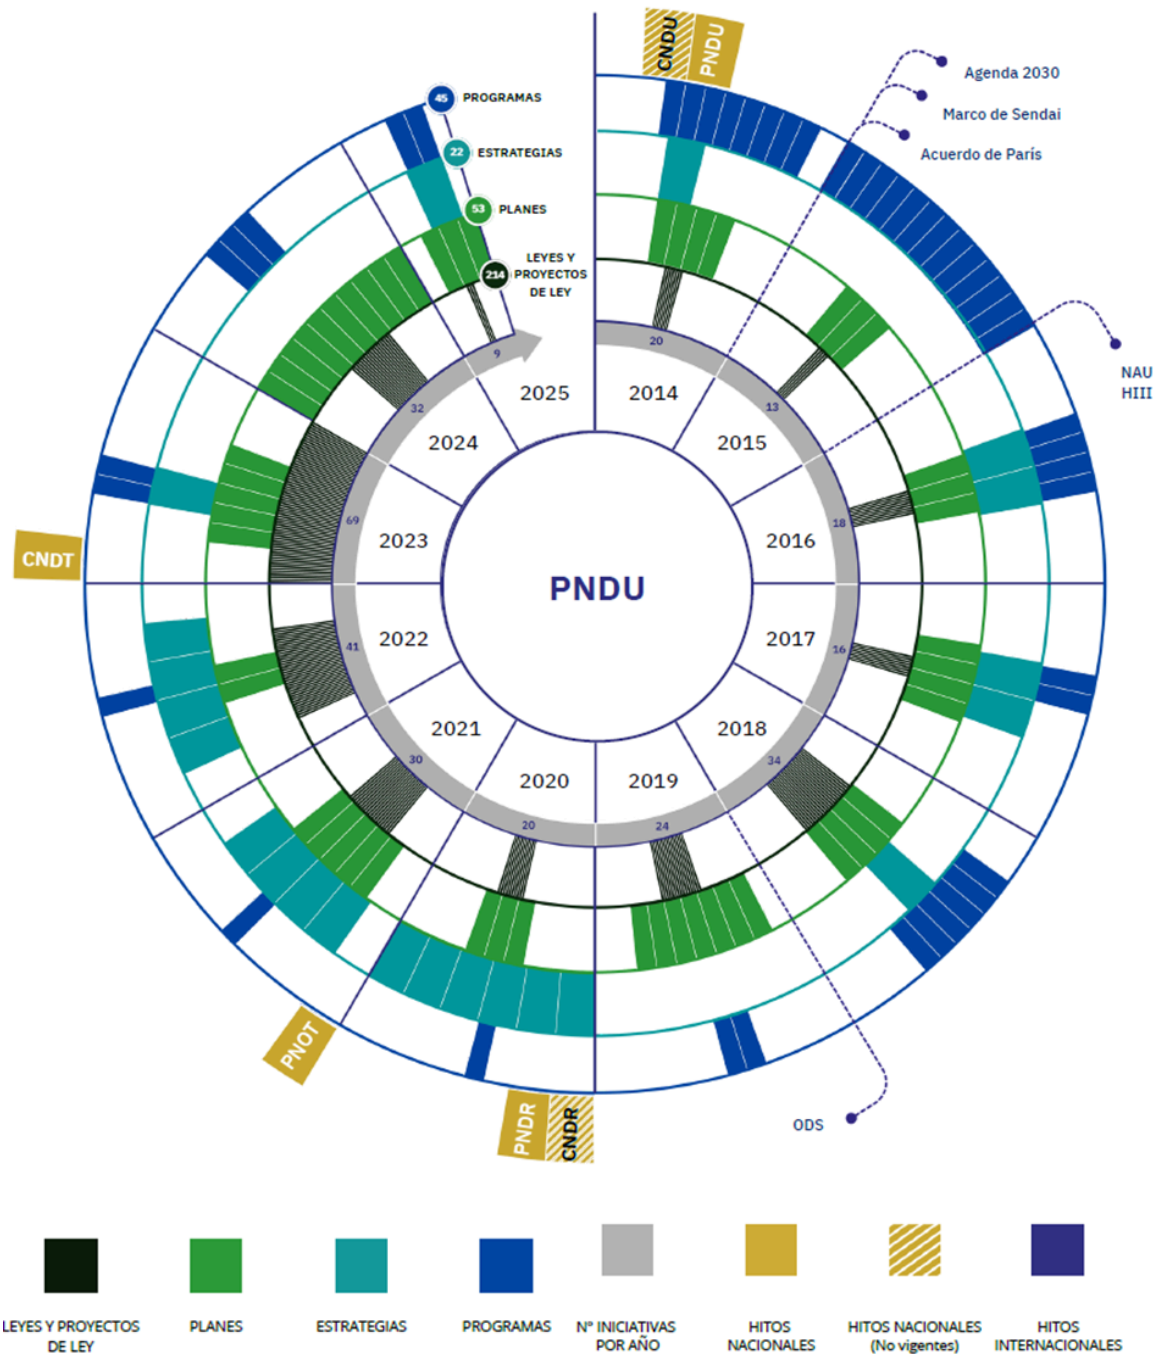 CNDU
PNDU
Agenda 2030
Marco de Sendai
Acuerdo de París
45
PROGRAMAS
22
ESTRATEGIAS
53
PLANES
214
LEYES Y
PROYECTOS
DE LEY
NAU
HIII
20
13
18
16
34
24
20
30
41
69
32
9
2014
2015
2016
2017
2018
2019
2020
2021
2022
2023
2024
2025
PNDU
CNDT
PNOT
PNDR
CNDR
ODS
LEYES Y PROYECTOS
DE LEY
PLANES
ESTRATEGIAS
PROGRAMAS
N° INICIATIVAS
POR AÑO
HITOS
NACIONALES
HITOS NACIONALES
(No vigentes)
HITOS
INTERNACIONALES